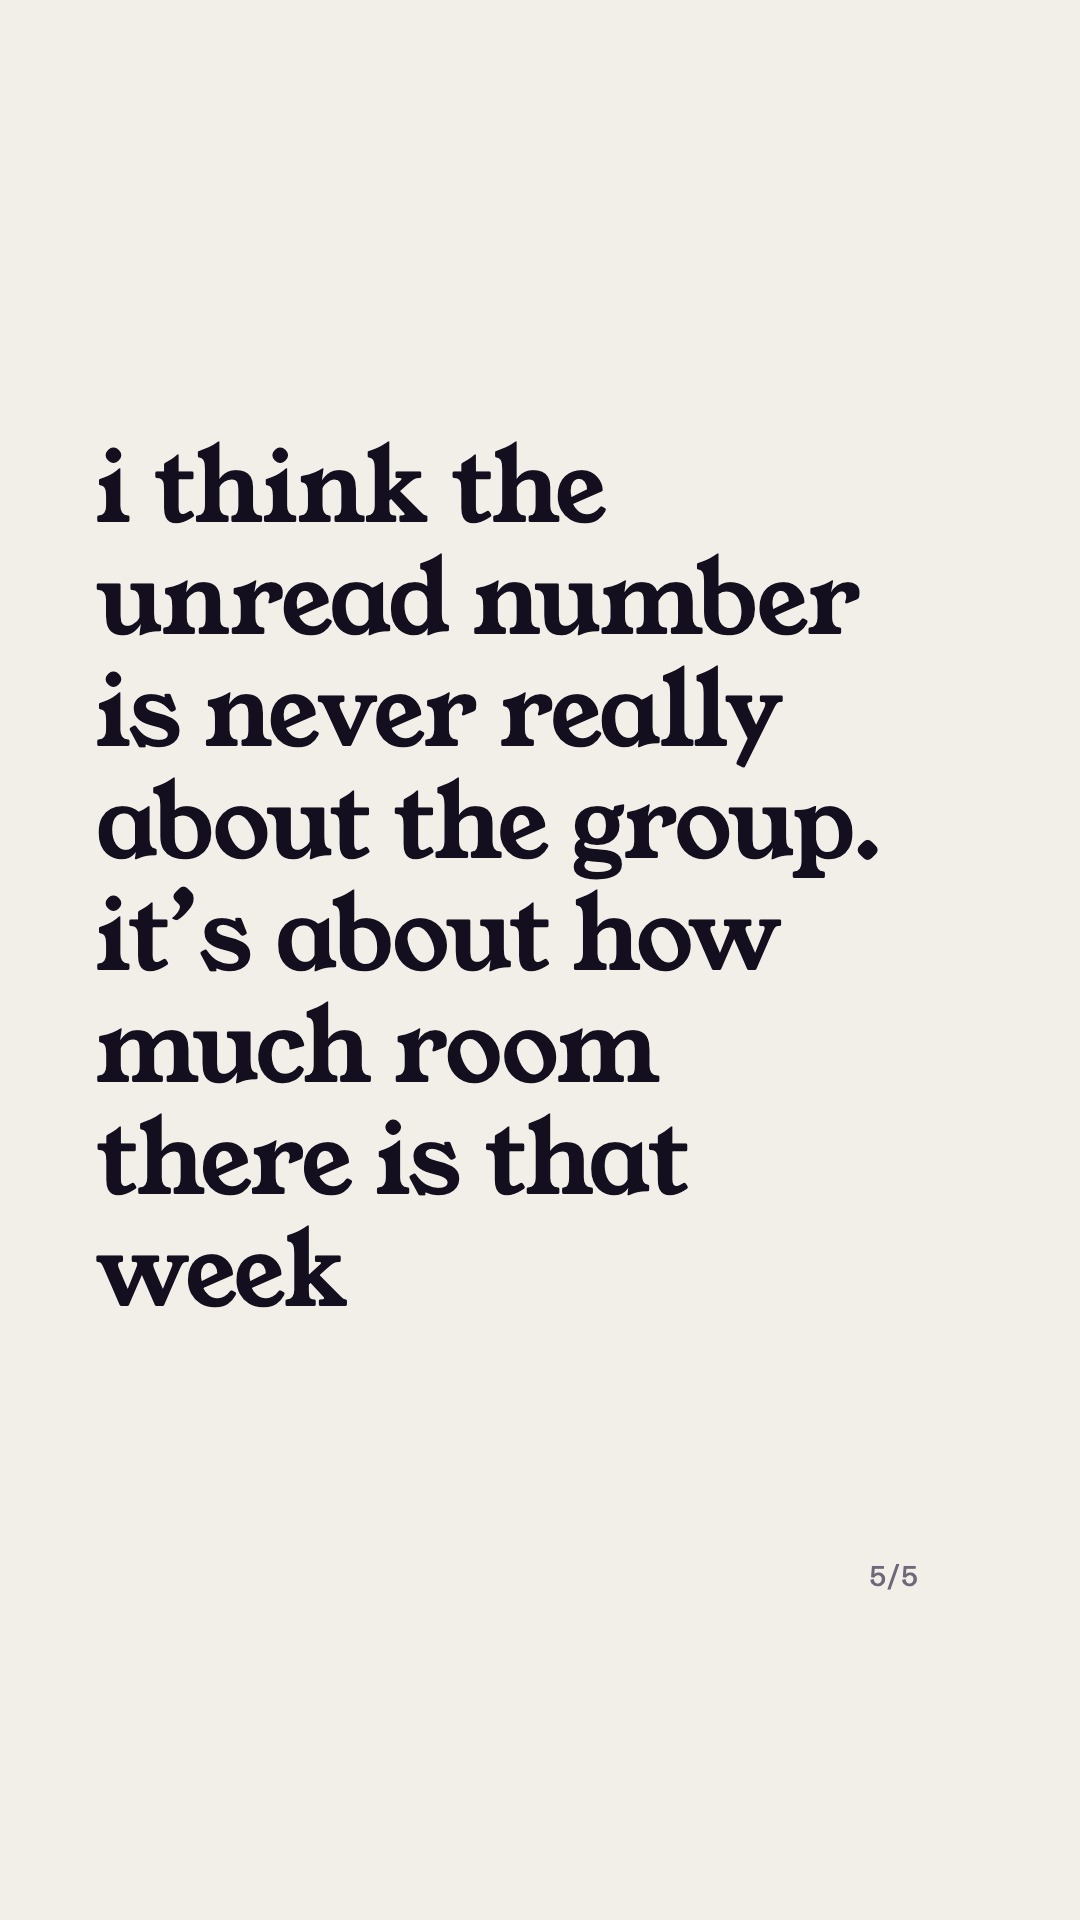 i think the
unread number
is never really
about the group.
it’s about how
much room
there is that
week
5/5